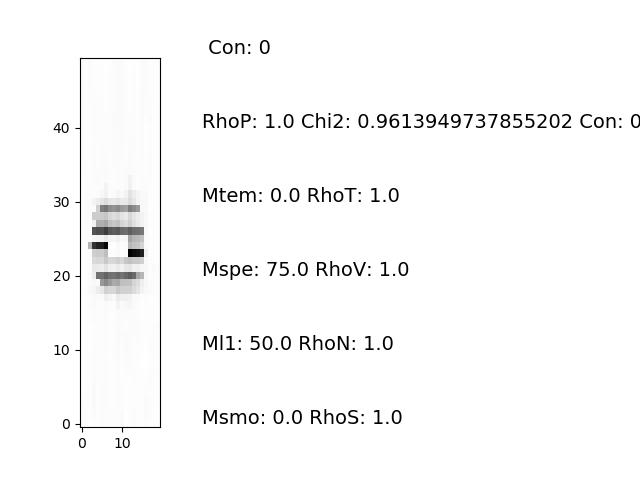 Con: 0
RhoP: 1.0 Chi2: 0.9613949737855202 Con: 0
Mtem: 0.0 RhoT: 1.0
Mspe: 75.0 RhoV: 1.0
Ml1: 50.0 RhoN: 1.0
Msmo: 0.0 RhoS: 1.0
40
30
20
10
0
0 10